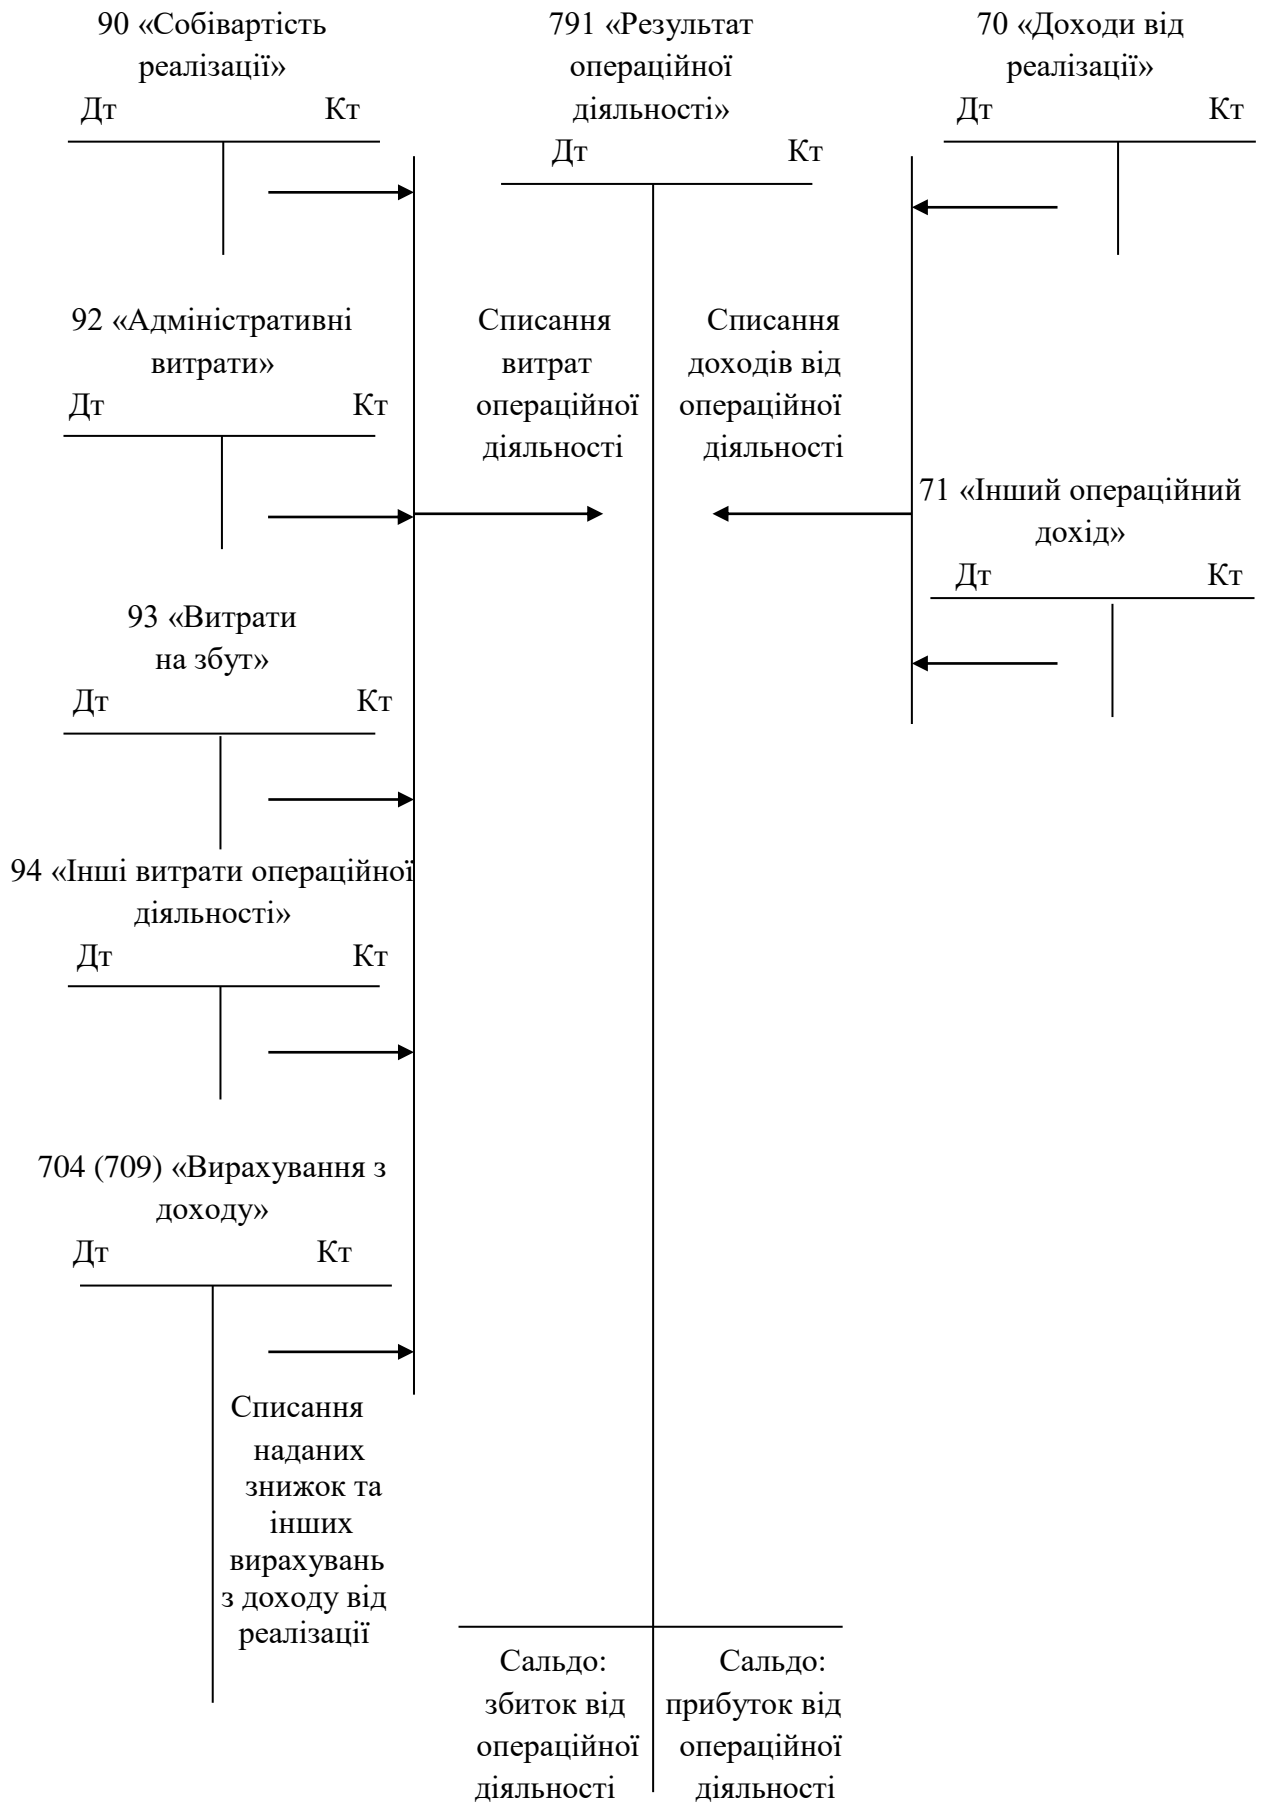 90 «Собівартість
реалізації»
Дт Кт
791 «Результат
операційної
діяльності»
Дт Кт
70 «Доходи від
реалізації»
Дт Кт
92 «Адміністративні
витрати»
Дт Кт
Списання
витрат
операційної
діяльності
Списання
доходів від
операційної
діяльності
71 «Інший операційний
дохід»
Дт Кт
93 «Витрати
на збут»
Дт Кт
94 «Інші витрати операційної
діяльності»
Дт Кт
704 (709) «Вирахування з
доходу»
Дт Кт
Списання
наданих
знижок та
інших
вирахувань
з доходу від
реалізації
Сальдо:
збиток від
операційної
діяльності
Сальдо:
прибуток від
операційної
діяльності